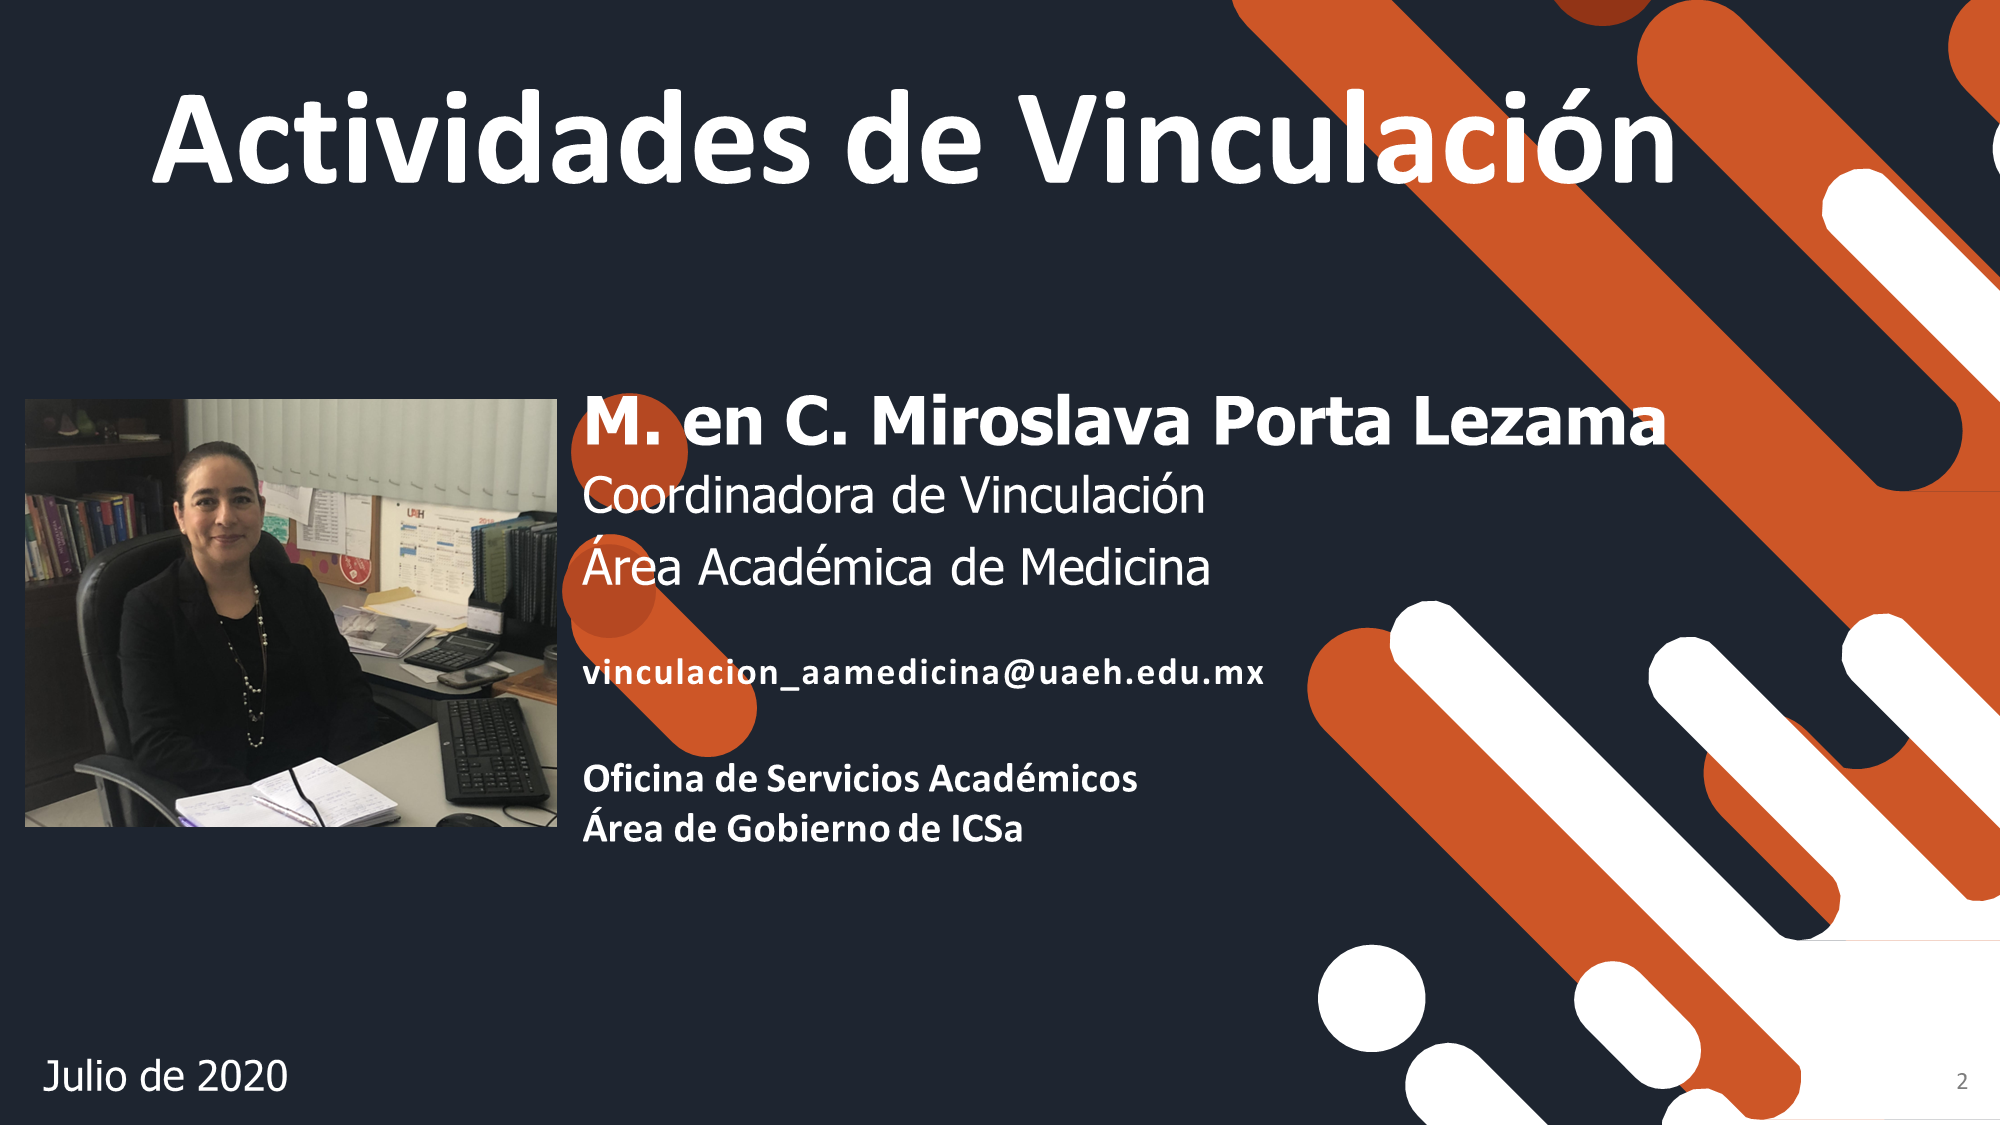 Actividades de Vinculación
M. en C. Miroslava Porta Lezama
Coordinadora de Vinculación
Área Académica de Medicina
vinculacion_aamedicina@uaeh.edu.mx
Oficina de Servicios Académicos
Área de Gobierno de ICSa
UAEH
Julio de 2020
2